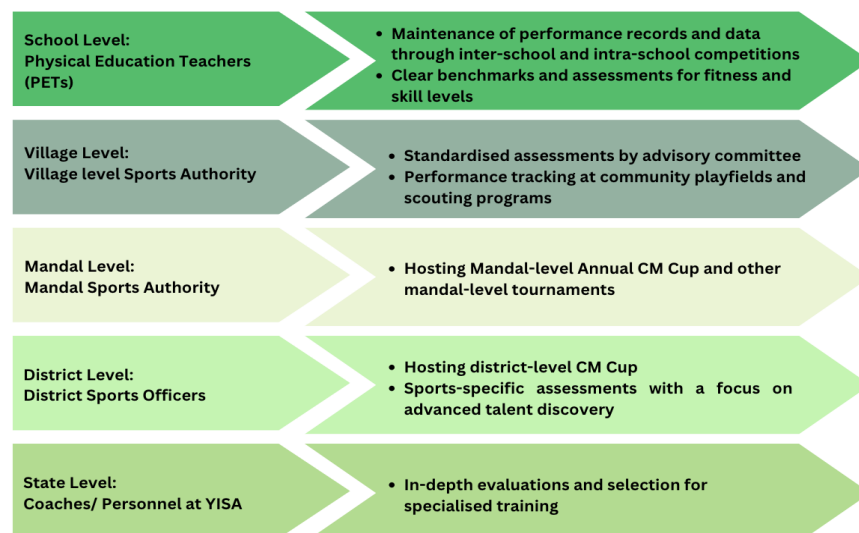 School Level:
Physical Education Teachers
(PETs)
• Maintenance of performance records and data
through inter-school and intra-school competitions
• Clear benchmarks and assessments for fitness and
skill levels
Village Level:
Village level Sports Authority
• Standardised assessments by advisory committee
• Performance tracking at community playfields and
scouting programs
Mandal Level:
Mandal Sports Authority
• Hosting Mandal-level Annual CM Cup and other
mandal-level tournaments
District Level:
District Sports Officers
• Hosting district-level CM Cup
• Sports-specific assessments with a focus on
advanced talent discovery
State Level:
Coaches/ Personnel at YISA
• In-depth evaluations and selection for
specialised training